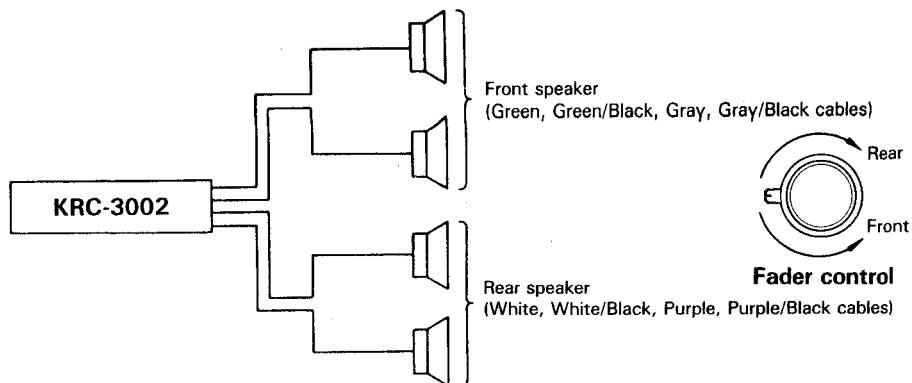 Front speaker
(Green, Green/Black, Gray, Gray/Black cables)
KRC-3002
Rear
Front
Fader control
Rear speaker
(White, White/Black, Purple, Purple/Black cables)